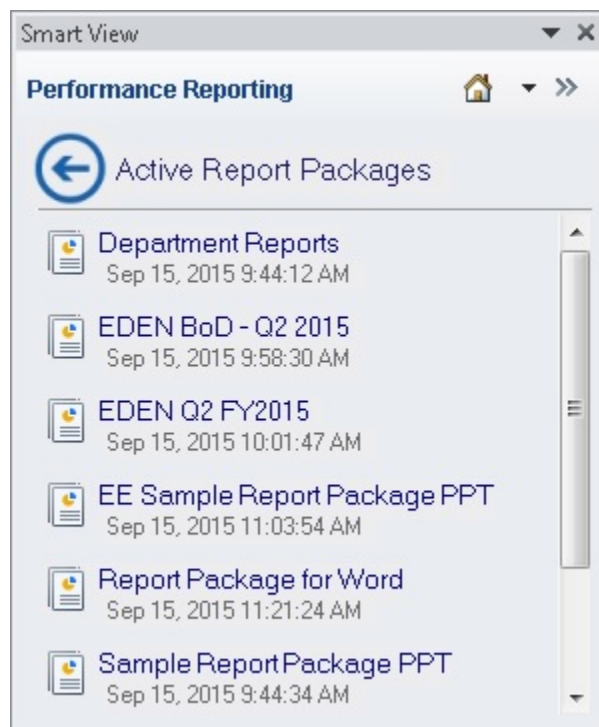 Smart View
Performance Reporting
Active Report Packages
Department Reports
Sep 15, 2015 9:44:12 AM
EDEN BoD - Q2 2015
Sep 15, 2015 9:58:30 AM
EDEN Q2 FY2015
Sep 15, 2015 10:01:47 AM
EE Sample Report Package PPT
Sep 15, 2015 11:03:54 AM
Report Package for Word
Sep 15, 2015 11:21:24 AM
Sample Report Package PPT
Sep 15, 2015 9:44:34 AM